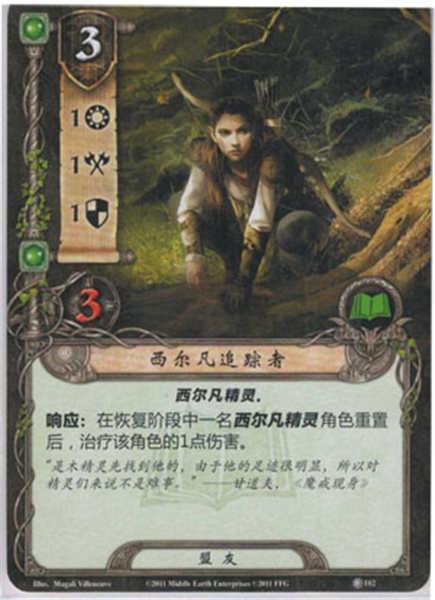 3
1
1
1
3
西尔凡追踪者
西尔凡精灵.
响应：在恢复阶段中一名西尔凡精灵角色重置
后，治疗该角色的1点伤害。
“是木精灵先找到他的，由于他的足迹很明显，所以对
精灵们来说不是难事。”——甘道夫，《魔戒现身》
盟友
Illus. Magali Villeneuve ©2011 Middle Earth Enterprises ©2011 FFG 102